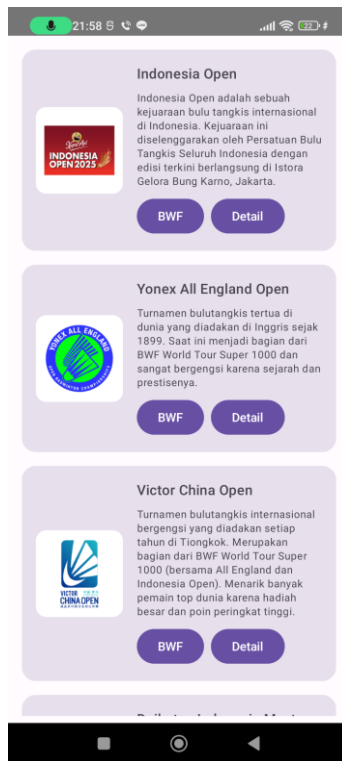 21:58
22
Indonesia Open
Indonesia Open adalah sebuah
kejuaraan bulu tangkis internasional
di Indonesia. Kejuaraan ini
diselenggarakan oleh Persatuan Bulu
Tangkis Seluruh Indonesia dengan
edisi terkini berlangsung di Istora
Gelora Bung Karno, Jakarta.
INDONESIA
OPEN 2025
BWF
Detail
Yonex All England Open
Turnamen bulutangkis tertua di
dunia yang diadakan di Inggris sejak
1899. Saat ini menjadi bagian dari
BWF World Tour Super 1000 dan
sangat bergengsi karena sejarah dan
prestisenya.
YONEX ALL ENGLAND
OPEN BADMINTON CHAMPIONSHIPS
BWF
Detail
Victor China Open
Turnamen bulutangkis internasional
bergengsi yang diadakan setiap
tahun di Tiongkok. Merupakan
bagian dari BWF World Tour Super
1000 (bersama All England dan
Indonesia Open). Menarik banyak
pemain top dunia karena hadiah
besar dan poin peringkat tinggi.
VICTOR
CHINA OPEN
BWF
Detail